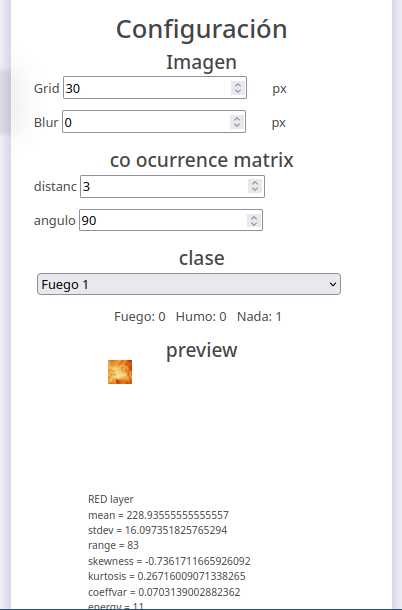 Configuración
Imagen
Grid 30 px
Blur 0 px
co ocurrence matrix
distanc 3
angulo 90
clase
Fuego 1
Fuego: 0 Humo: 0 Nada: 1
preview
RED layer
mean = 228.93555555555557
stdev = 16.097351825765294
range = 83
skewness = -0.7361711665926092
kurtosis = 0.26716009071338265
coeffvar = 0.0703139002882362
energy = 11